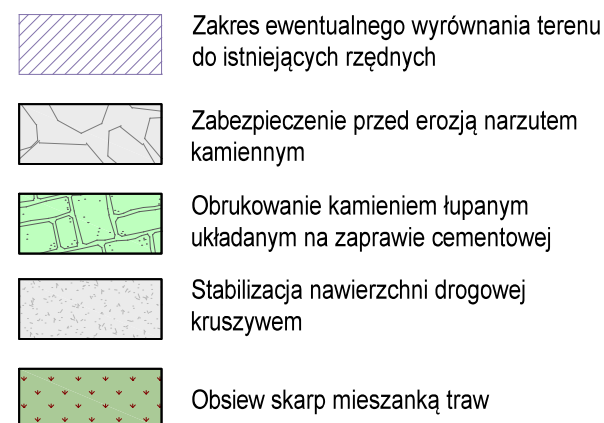 Zakres ewentualnego wyrównania terenu
do istniejących rzędnych
Zabezpieczenie przed erozją narzutem
kamiennym
Obrukowanie kamieniem łupanym
układanym na zaprawie cementowej
Stabilizacja nawierzchni drogowej
kruszywem
Obsiew skarp mieszanką traw